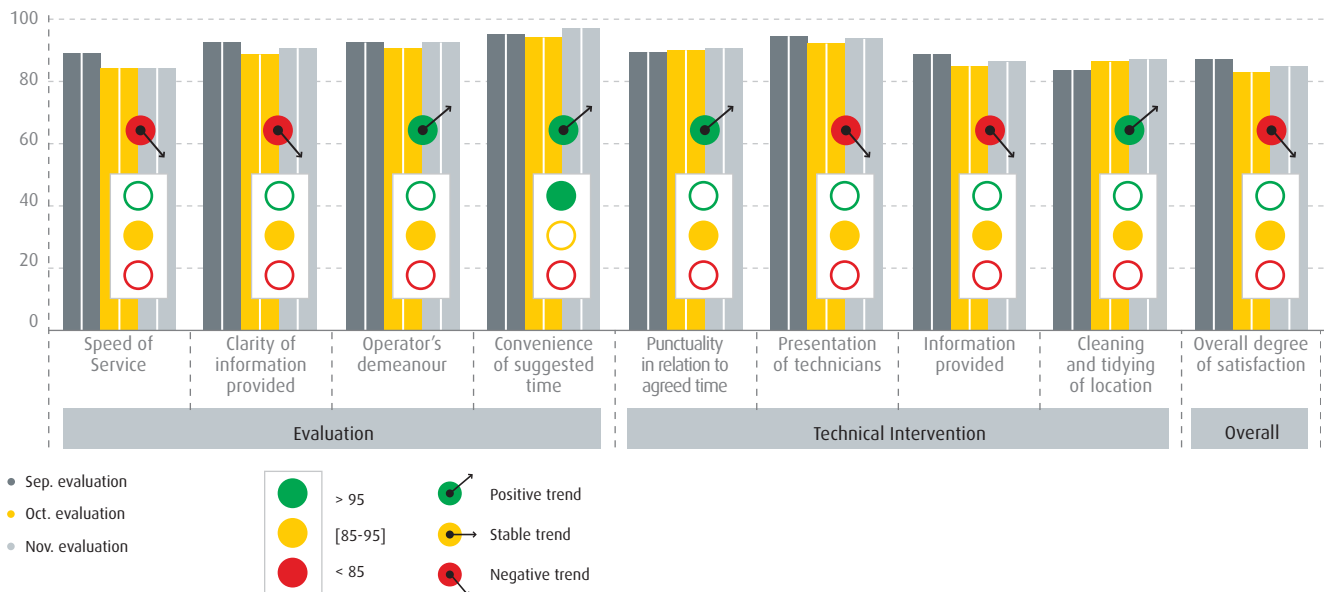 100
80
60
40
20
0
Speed of
Service
Clarity of
information
provided
Operator's
demeanour
Convenience
of suggested
time
Punctuality
in relation to
agreed time
Presentation
of technicians
Information
provided
Cleaning
and tidying
of location
Overall degree
of satisfaction
Evaluation
Technical Intervention
Overall
Sep. evaluation
Oct. evaluation
Nov. evaluation
> 95
[85-95]
< 85
Positive trend
Stable trend
Negative trend